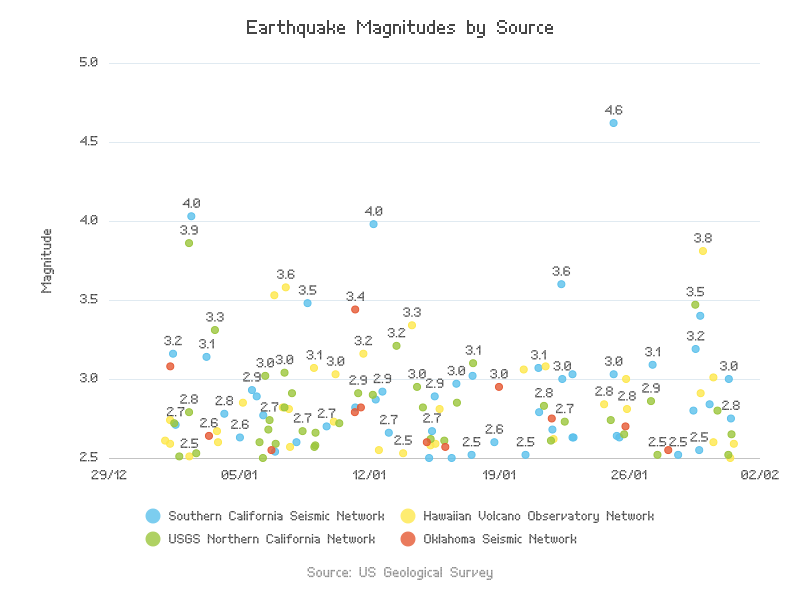 Earthquake Magnitudes by Source
5.0
4.6
4.5
4.0 4.0
4.0
3.9 3.8
3.6 3.6
3.5 3.4 3.5
3.5
3.3 3.3
3.2 3.1 3.2 3.2 3.2
3.0 3.0 3.1 3.0 3.1 3.0 3.1 3.0 3.0 3.1 3.0
3.0
2.9 2.9 2.9 2.9 2.9
2.8 2.8 2.8 2.8 2.8 2.8
2.7 2.6 2.6 2.7 2.7 2.7 2.7 2.6 2.7
2.5 2.5 2.5 2.5 2.5 2.5 2.5 2.5
2.5
29/12 05/01 12/01 19/01 26/01 02/02
Magnitude
Southern California Seismic Network Hawaiian Volcano Observatory Network
USGS Northern California Network Oklahoma Seismic Network
Source: US Geological Survey